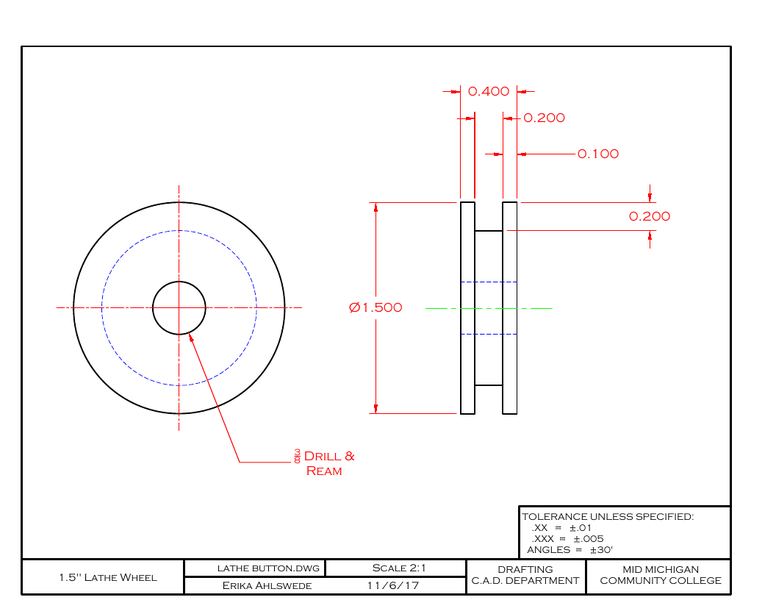 0.400
0.200
0.100
0.200
Ø1.500
3/8 DRILL &
REAM
TOLERANCE UNLESS SPECIFIED:
.XX = ±.01
.XXX = ±.005
ANGLES = ±30'
1.5" LATHE WHEEL
LATHE BUTTON.DWG
SCALE 2:1
ERIKA AHLSWEDE
11/6/17
DRAFTING
C.A.D. DEPARTMENT
MID MICHIGAN
COMMUNITY COLLEGE